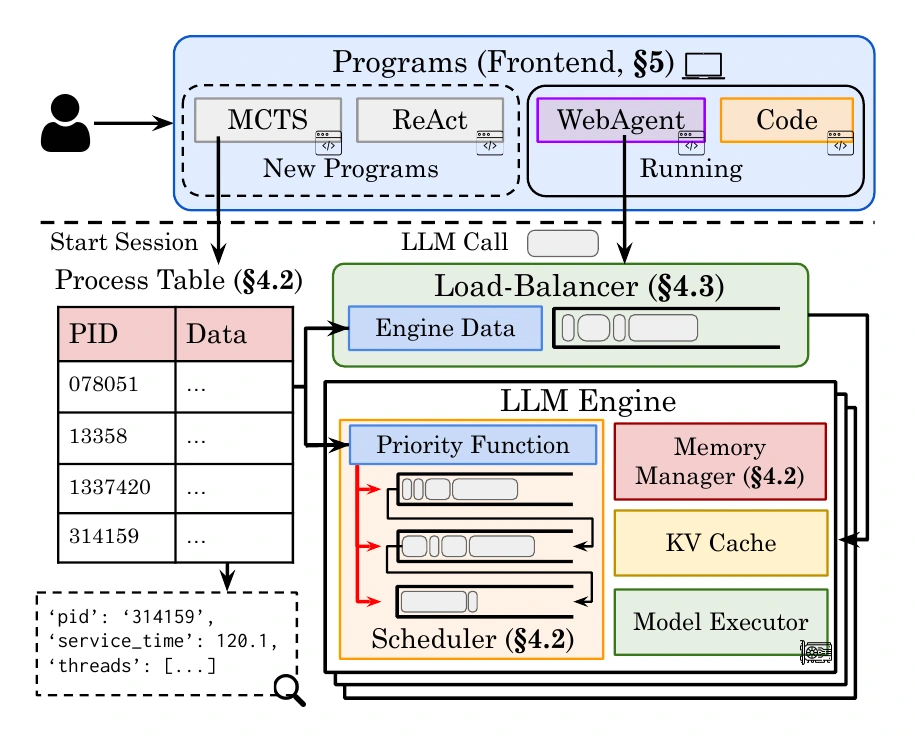 Programs (Frontend, §5)
MCTS
ReAct
New Programs
WebAgent
Code
Running
Start Session
LLM Call
Process Table (§4.2)
PID
Data
078051
...
13358
...
1337420
...
314159
...
‘pid’: ‘314159’,
‘service_time’: 120.1,
‘threads’: [...]
Load-Balancer (§4.3)
Engine Data
LLM Engine
Priority Function
Scheduler (§4.2)
Memory
Manager (§4.2)
KV Cache
Model Executor